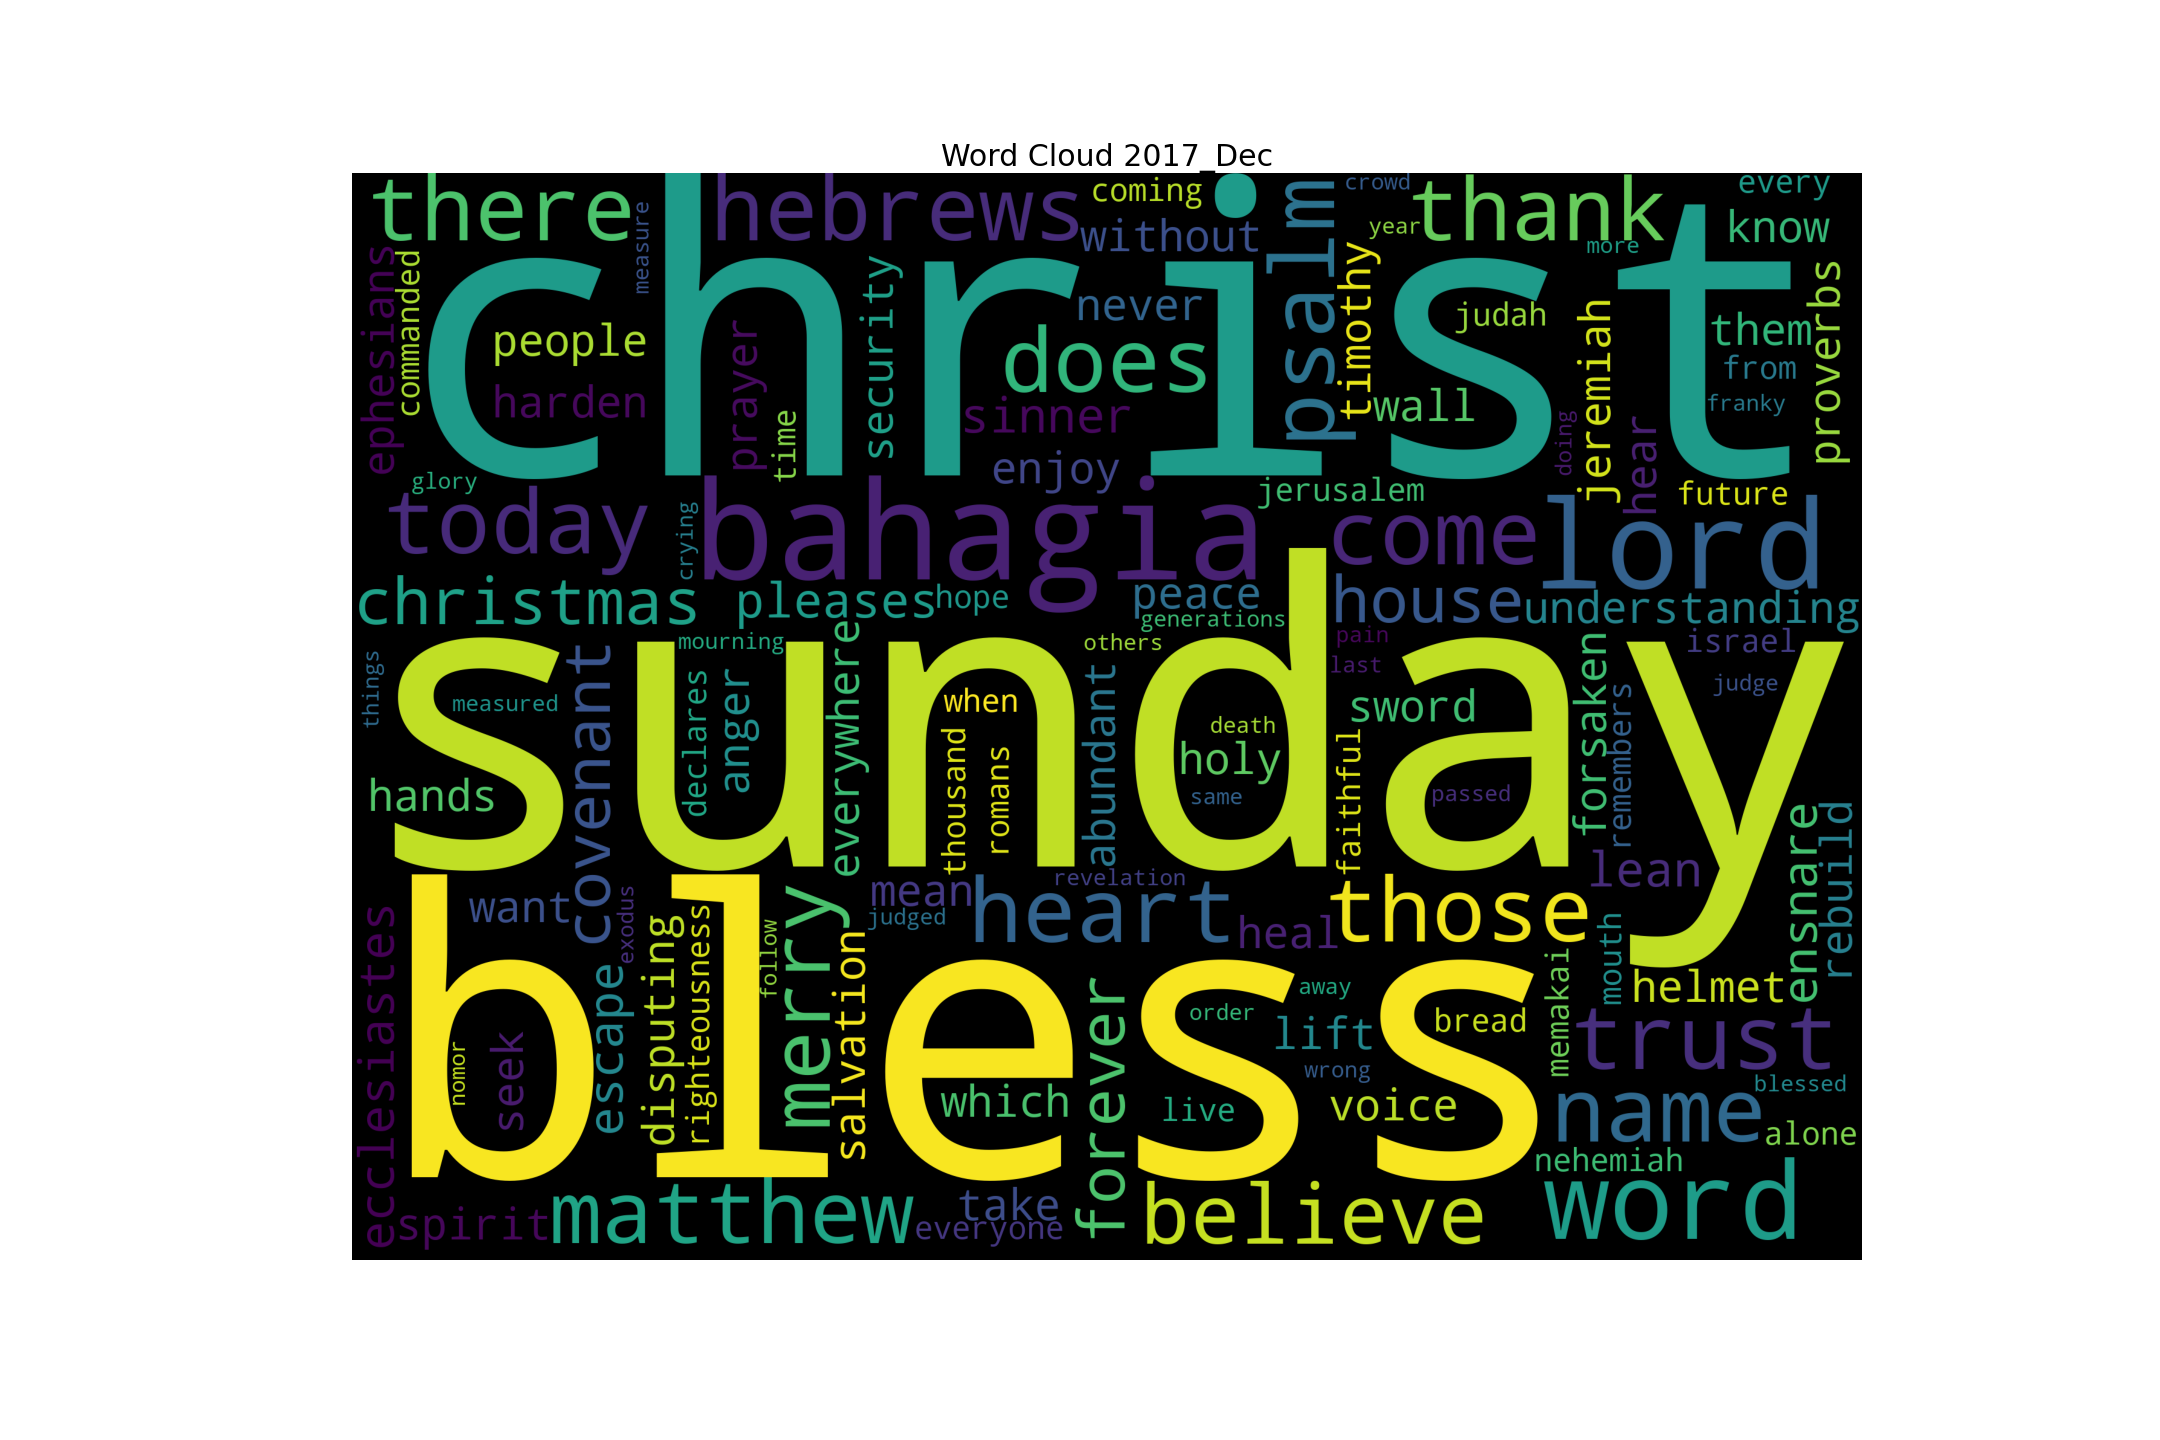 Word Cloud 2017_Dec
there
hebrews
coming
crowd
thank
every
christ
measure
without
psalm
year
more
know
ephesians
commanded
people
harden
prayer
time
security
never
does
sinner
enjoy
timothy
judah
wall
jeremiah
doing
hear
them
from
franky
proverbs
glory
today
crying
bahagia
jerusalem
come
future
lord
christmas
pleases
hope
peace
generations
house
understanding
sunday
things
measured
covenant
mourning
declares
anger
everywhere
when
thousand
romans
others
abundant
death
holy
same
pain
last
sword
faithful
passed
forsaken
remembers
israel
judge
hands
lean
ensnare
rebuild
bless
ecclesiastes
want
exodus
escape
disputing
righteousness
follow
merry
salvation
mean
judged
revelation
heart
heal
those
memakai
mouth
helmet
seek
nomor
which
forever
live
order
away
lift
wrong
bread
voice
trust
name
blessed
alone
nehemiah
word
spirit
matthew
take
everyone
believe